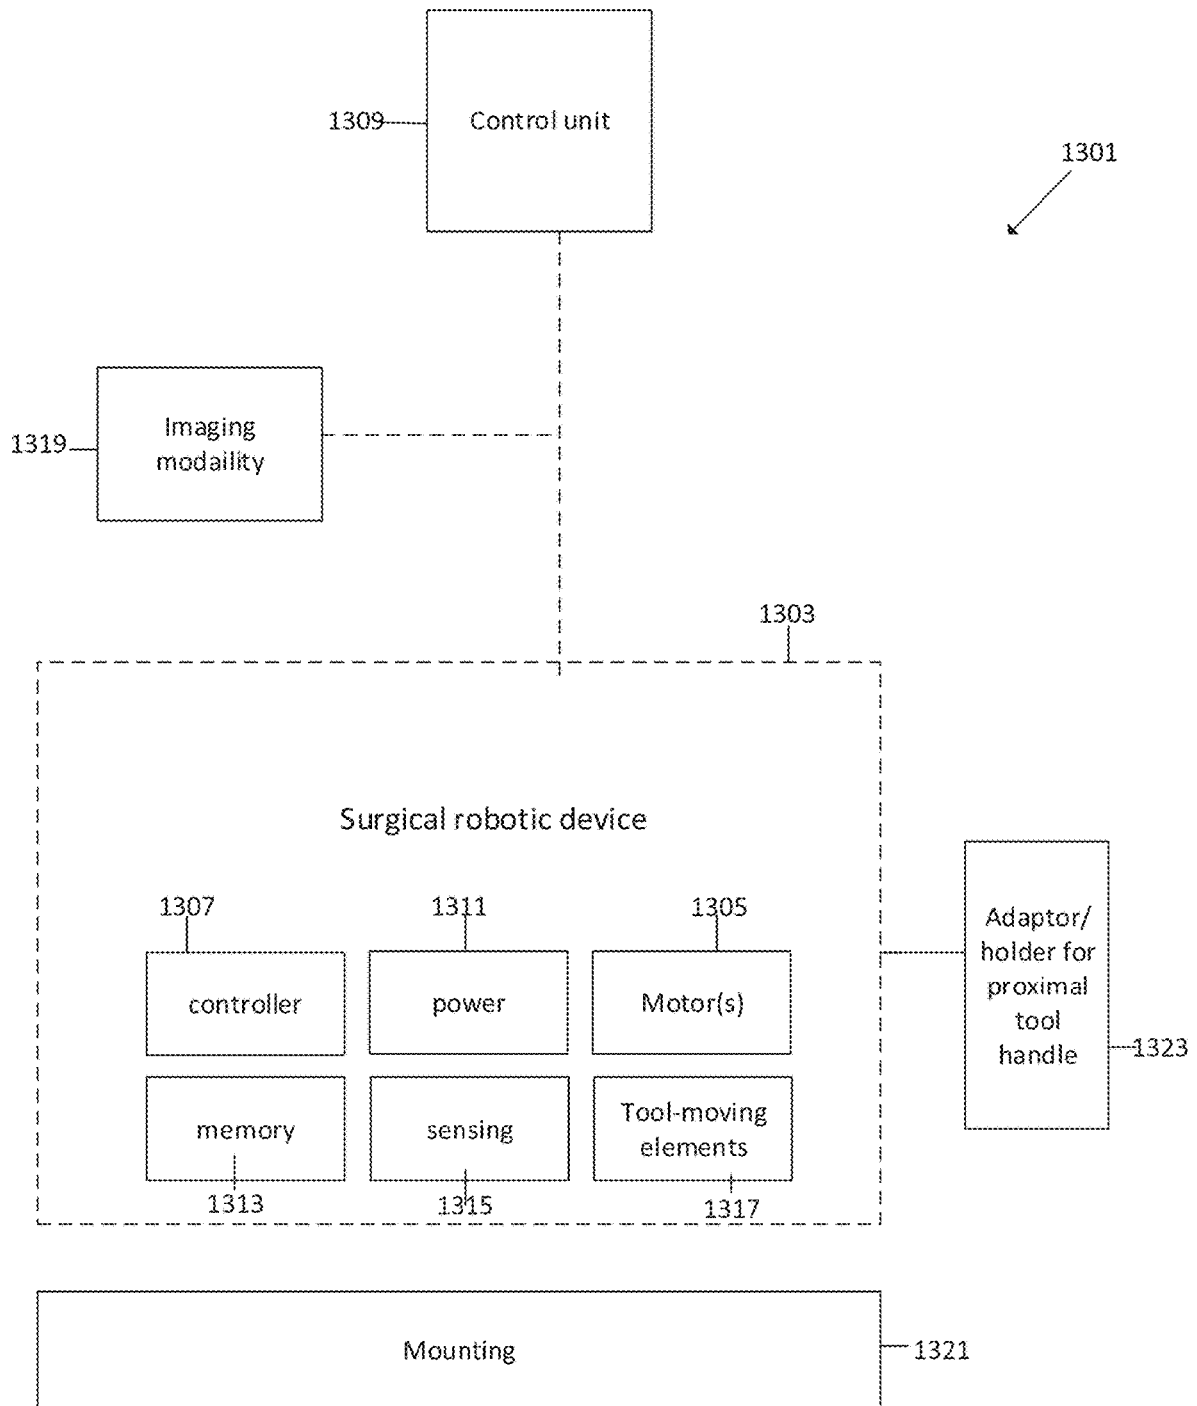 Control unit
1309
1301
Imaging
modaility
1319
1303
Surgical robotic device
1307
1311
1305
controller
power
Motor(s)
Adaptor/
holder for
proximal
tool
handle
1323
memory
sensing
Tool-moving
elements
1313
1315
1317
Mounting
1321